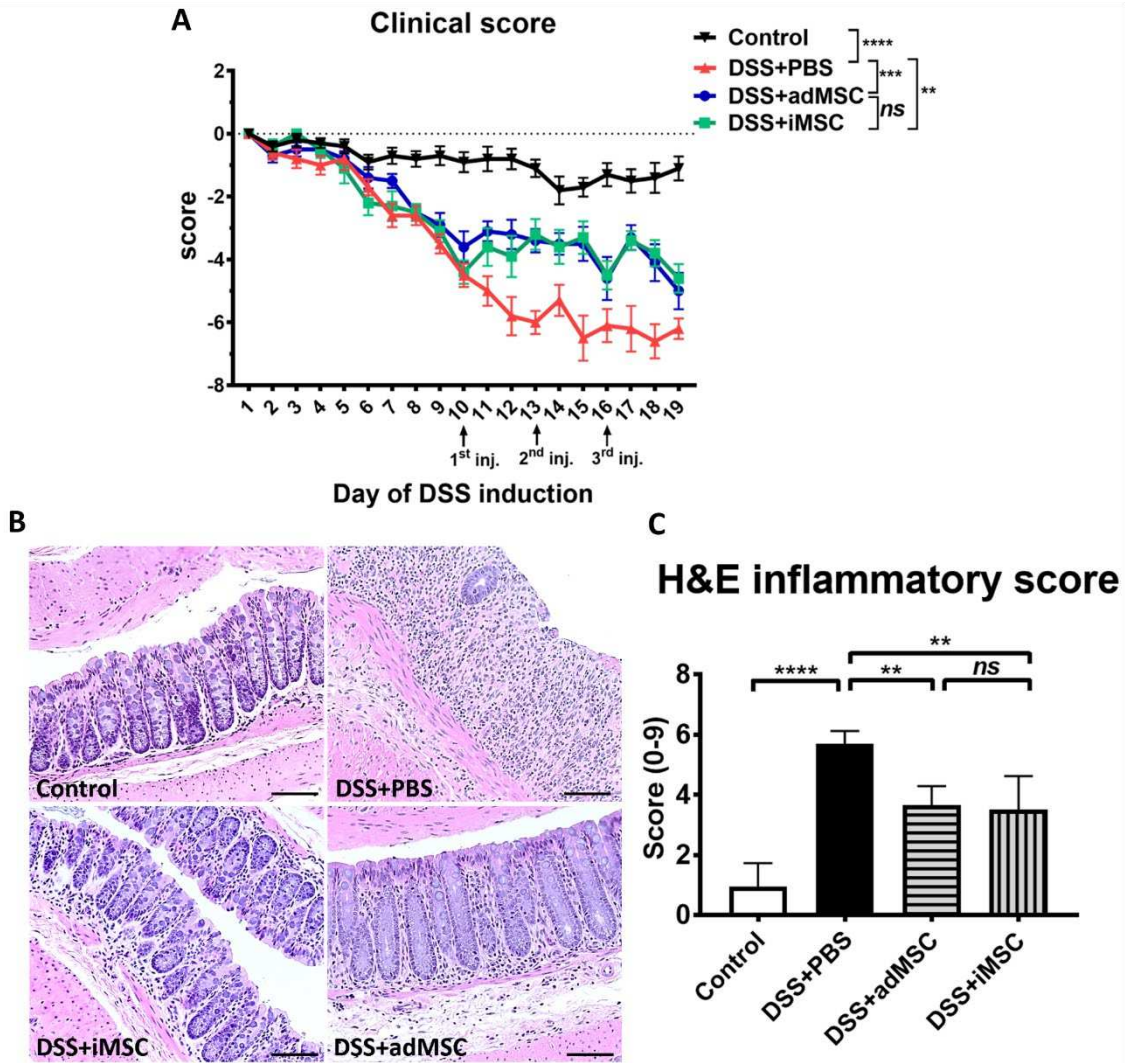 A
Clinical score
Control
DSS+PBS
DSS+adMSC
DSS+iMSC
****
***
**
ns
score
2
0
-2
-4
-6
-8
1 2 3 4 5 6 7 8 9 10 11 12 13 14 15 16 17 18 19
1st inj. 2nd inj. 3rd inj.
Day of DSS induction
B
Control
DSS+PBS
DSS+iMSC
DSS+adMSC
C
H&E inflammatory score
**
**** ** ns
Score (0-9)
8
6
4
2
0
Control
DSS+PBS
DS+adMSC
DSS+iMSC